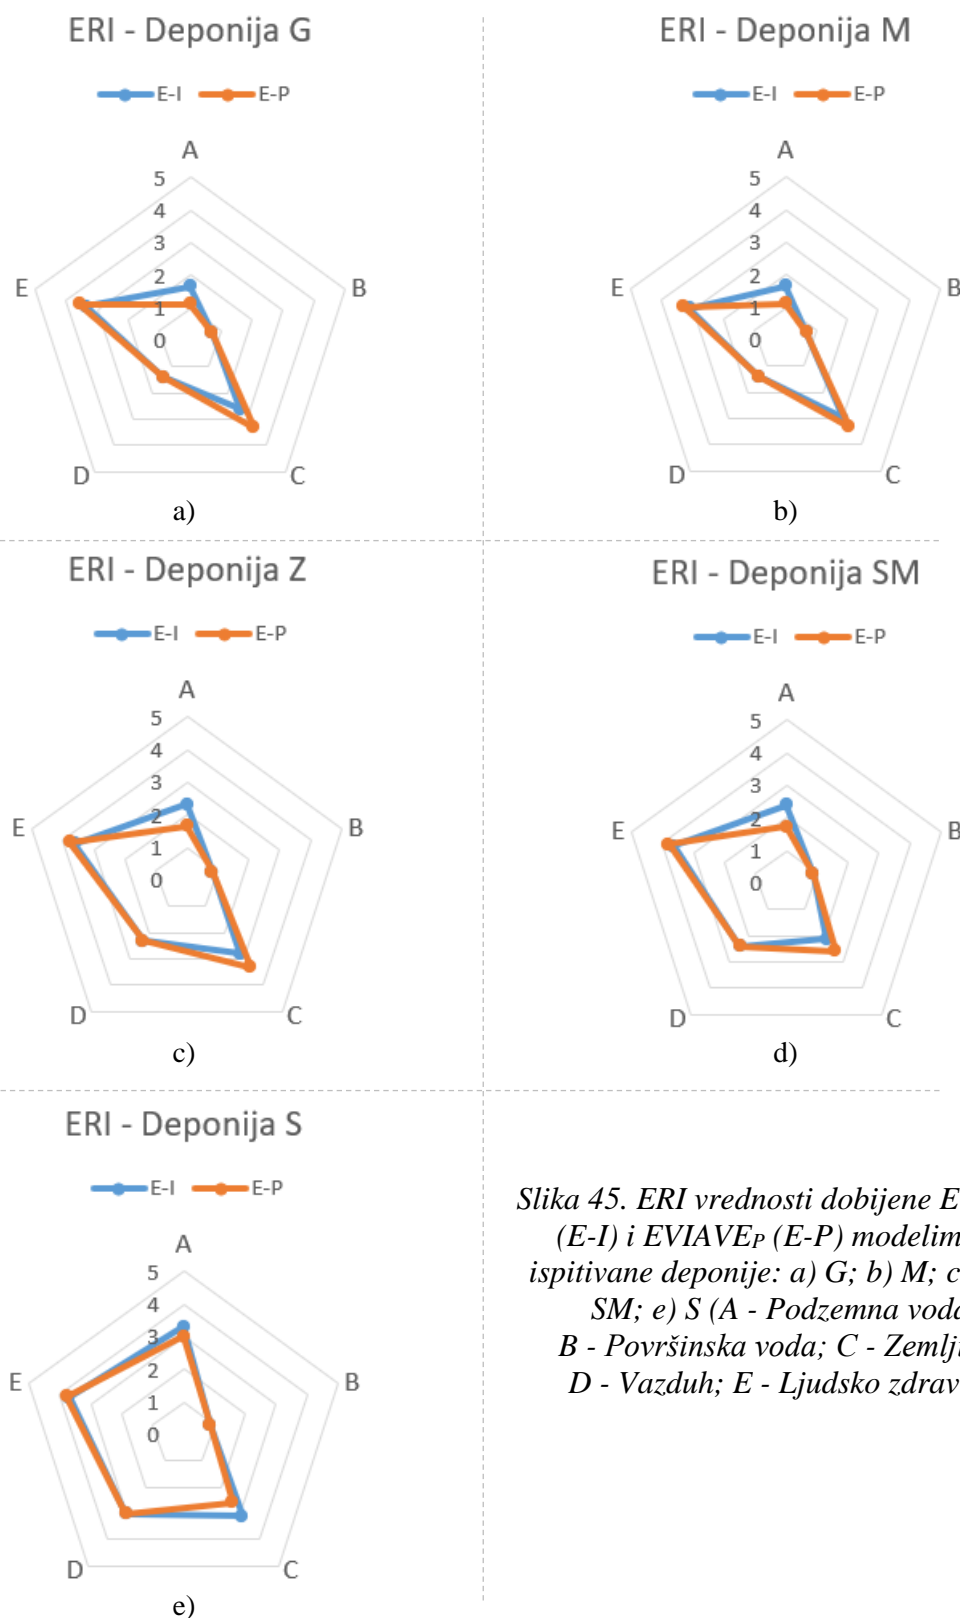 ERI - Deponija G
E-I E-P
A
5
4
3
2
1
0
E
B
D
C
a)
ERI - Deponija M
E-I E-P
A
5
4
3
2
1
0
E
B
D
C
b)
ERI - Deponija Z
E-I E-P
A
5
4
3
2
1
0
E
B
D
C
c)
ERI - Deponija SM
E-I E-P
A
5
4
3
2
1
0
E
B
D
C
d)
ERI - Deponija S
E-I E-P
A
5
4
3
2
1
0
E
B
D
C
e)
Slika 45. ERI vrednosti dobijene E
(E-I) i EVIAVEP (E-P) modelim
ispitivane deponije: a) G; b) M; c
SM; e) S (A - Podzemna voda
B - Površinska voda; C - Zemlji
D - Vazduh; E - Ljudsko zdrav